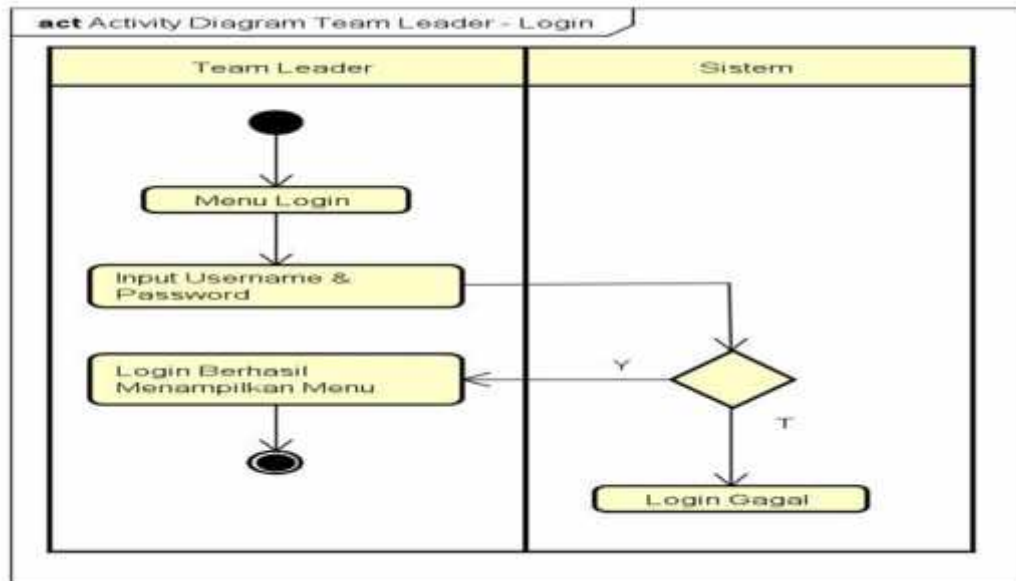 act Activity Diagram Team Leader - Login
Team Leader
Sistem
Menu Login
Input Username &
Password
Login Berhasil
Menampilkan Menu
Y
T
Login Gagal